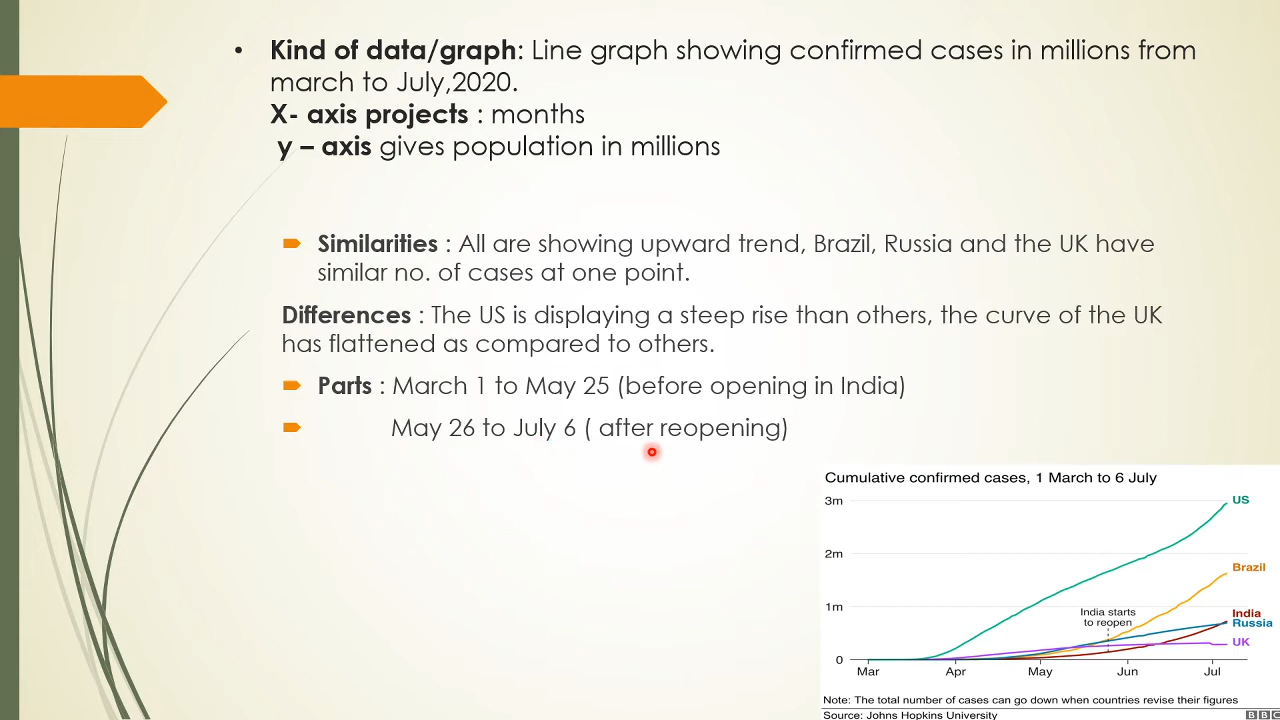 • Kind of data/graph: Line graph showing confirmed cases in millions from
march to July,2020.
X- axis projects : months
y – axis gives population in millions
Similarities : All are showing upward trend, Brazil, Russia and the UK have
similar no. of cases at one point.
Differences : The US is displaying a steep rise than others, the curve of the UK
has flattened as compared to others.
Parts : March 1 to May 25 (before opening in India)
May 26 to July 6 ( after reopening)
Cumulative confirmed cases, 1 March to 6 July
3m
US
2m
Brazil
1m
India starts
to reopen
India
Russia
UK
0
Mar Apr May Jun Jul
Note: The total number of cases can go down when countries revise their figures
Source: Johns Hopkins University
BBC